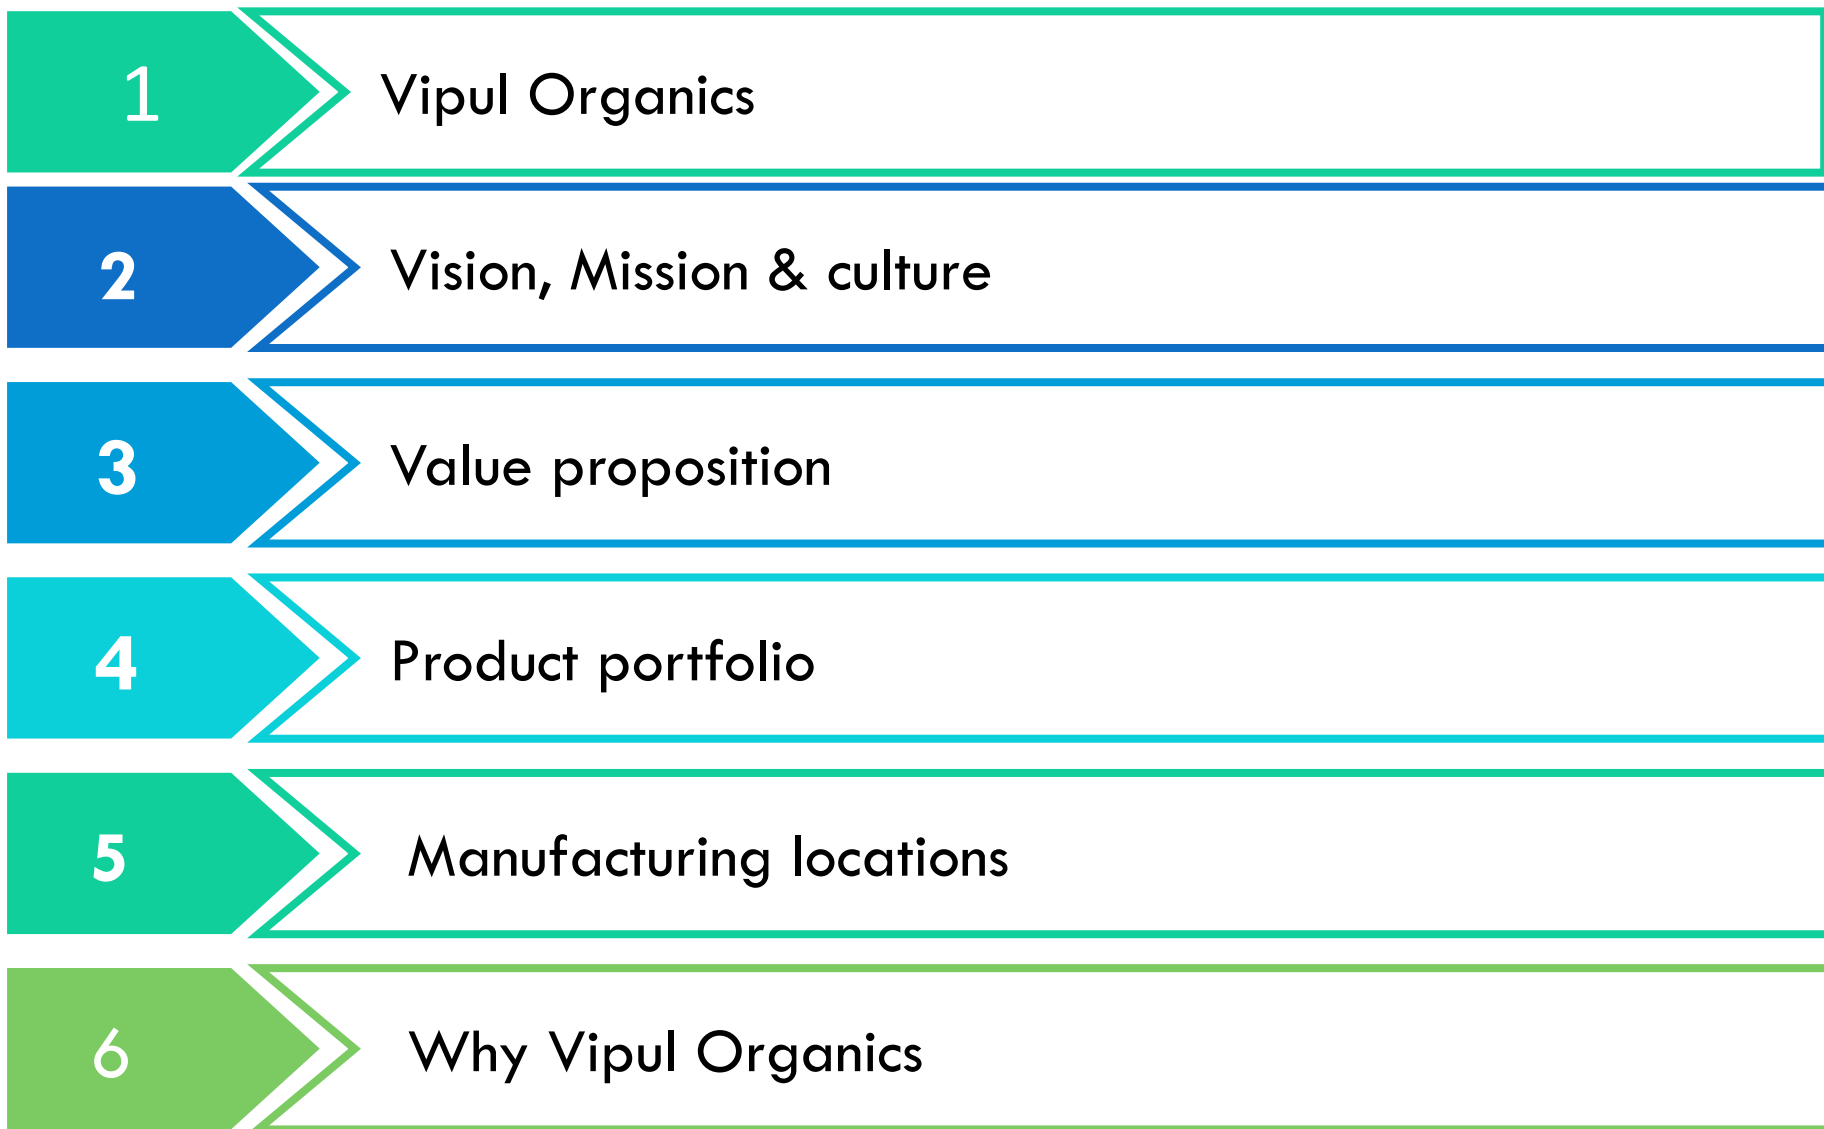 1 Vipul Organics
2 Vision, Mission & culture
3 Value proposition
4 Product portfolio
5 Manufacturing locations
6 Why Vipul Organics